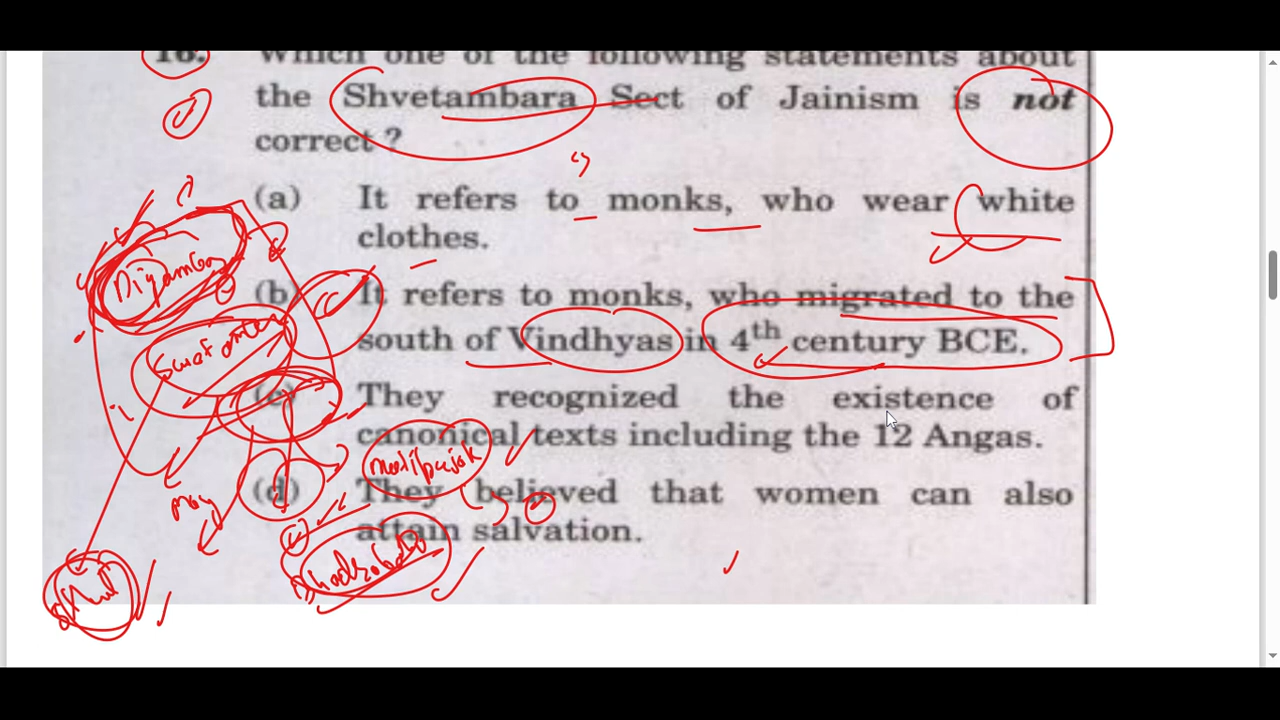 16. Which one of the following statements about
the Shvetambara Sect of Jainism is not
correct ?
(a) It refers to monks, who wear white
clothes.
(b) It refers to monks, who migrated to the
south of Vindhyas in 4th century BCE.
(c) They recognized the existence of
canonical texts including the 12 Angas.
(d) They believed that women can also
attain salvation.